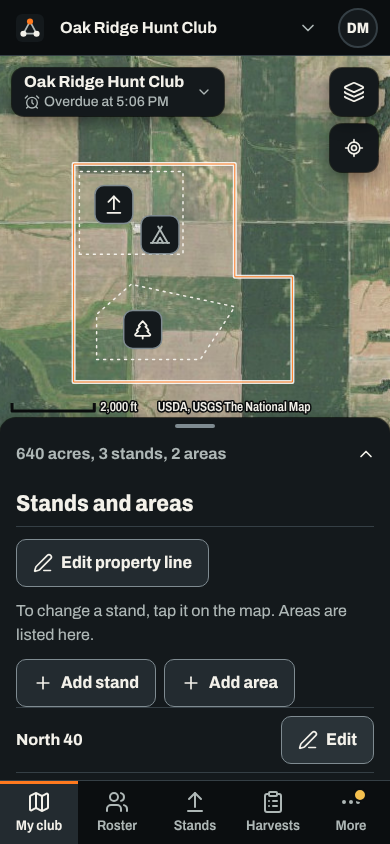 Oak Ridge Hunt Club
DM
Oak Ridge Hunt Club
Overdue at 5:06 PM
2,000 ft
USDA, USGS The National Map
640 acres, 3 stands, 2 areas
Stands and areas
Edit property line
To change a stand, tap it on the map. Areas are
listed here.
Add stand
Add area
North 40
Edit
My club
Roster
Stands
Harvests
More